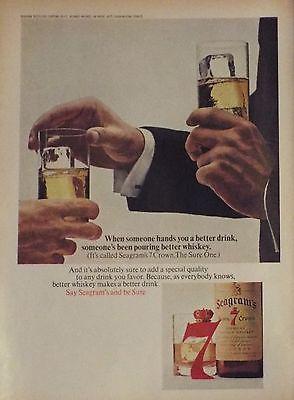 When someone hands you a better drink,
someone's been pouring better whiskey.
(It's called Seagram's 7 Crown, The Sure One.)
And it's absolutely sure to add a special quality
to any drink you favor. Because, as everybody knows,
better whiskey makes a better drink.
Say Seagram's and be Sure.
Seagram's
7
Crown
7